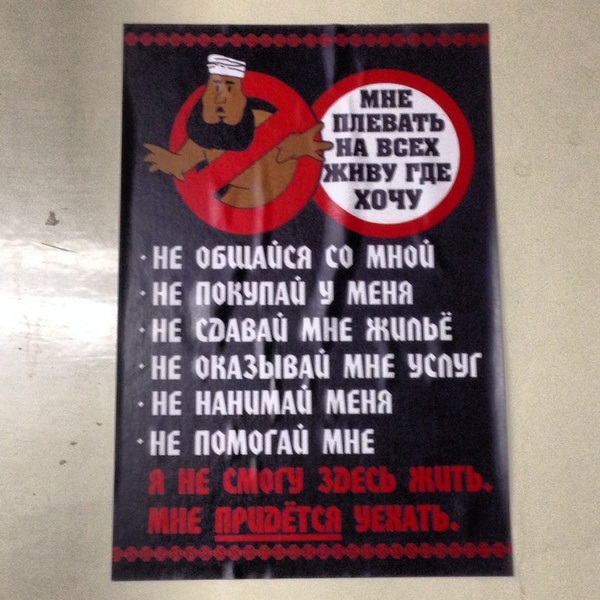 МНЕ
ПЛЕВАТЬ
НА ВСЕХ
ЖИВУ ГДЕ
ХОЧУ
· НЕ ОБЩАЙСЯ СО МНОЙ
· НЕ ПОКУПАЙ У МЕНЯ
· НЕ СДАВАЙ МНЕ ЖИЛЬЁ
· НЕ ОКАЗЫВАЙ МНЕ УСЛУГ
· НЕ НАНИМАЙ МЕНЯ
· НЕ ПОМОГАЙ МНЕ
Я НЕ СМОГУ ЗДЕСЬ ЖИТЬ.
МНЕ ПРИДЁТСЯ УЕХАТЬ.